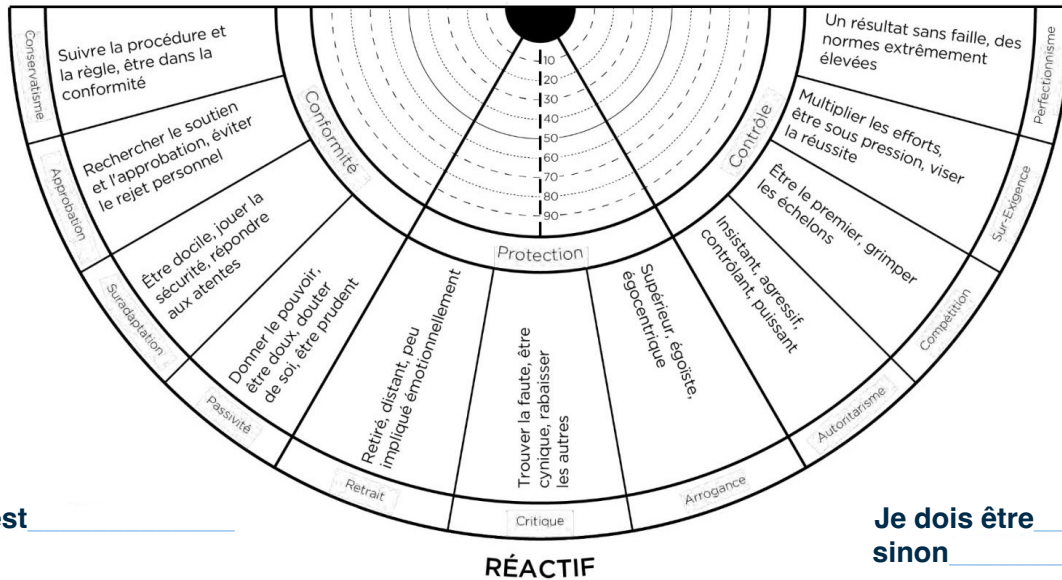 Conservatisme
Suivre la procédure et
la règle, être dans la
conformité
Approbation
Rechercher le soutien
et l'approbation, éviter
le rejet personnel
Suradaptation
Être docile, jouer la
sécurité, répondre
aux atentes
Passivité
Donner le pouvoir,
être doux, douter
de soi, être prudent
Conformité
Retrait
Retiré, distant, peu
impliqué émotionnellement
Critique
Trouver la faute, être
cynique, rabaisser
les autres
Arrogance
Supérieur, égoïste,
égocentrique
Protection
10
20
30
40
50
60
70
80
90
Autoritarisme
Insistant, agressif,
contrôlant, puissant
Compétition
Être le premier, grimper
les échelons
Sur-Exigence
Multiplier les efforts,
être sous pression, viser
la réussite
Perfectionnisme
Un résultat sans faille, des
normes extrêmement
élevées
Contrôle
RÉACTIF
est
Je dois être
sinon